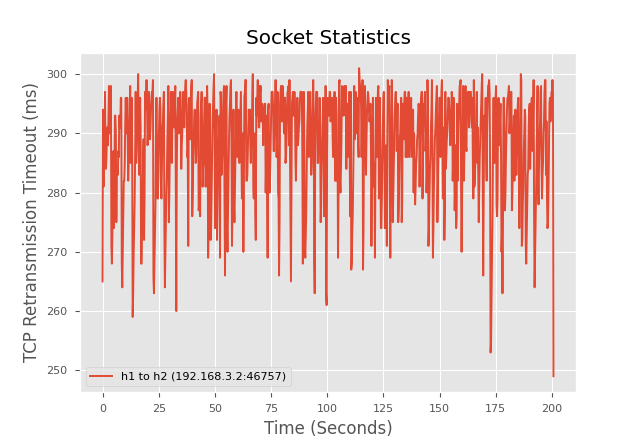 Socket Statistics
TCP Retransmission Timeout (ms)
300
290
280
270
260
250
h1 to h2 (192.168.3.2:46757)
0 25 50 75 100 125 150 175 200
Time (Seconds)